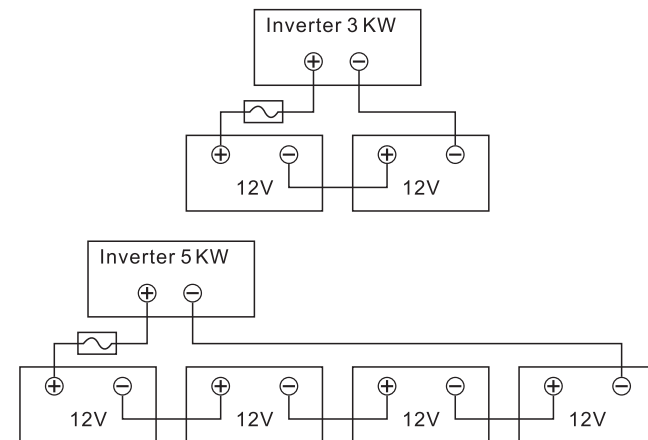 Inverter 3 KW
+ −
+ − + −
12V 12V
Inverter 5 KW
+ −
+ − + − + − + −
12V 12V 12V 12V